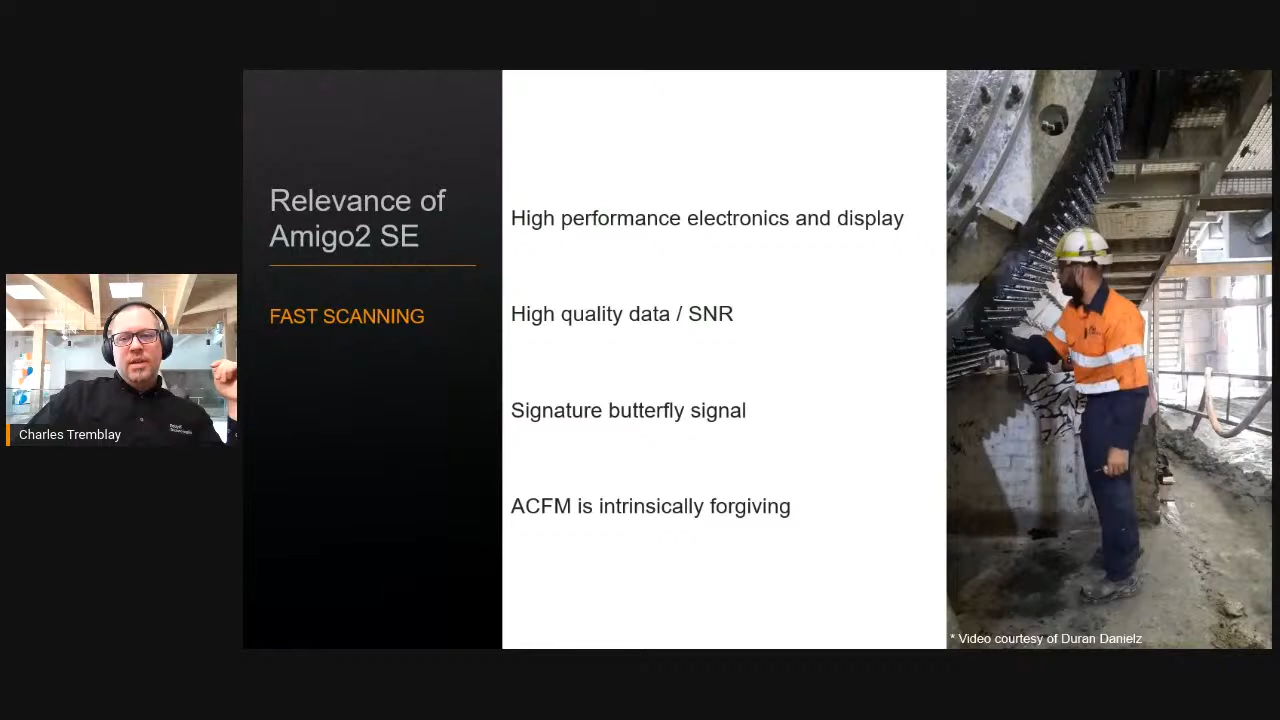 Relevance of
Amigo2 SE
FAST SCANNING
High performance electronics and display
High quality data / SNR
Signature butterfly signal
ACFM is intrinsically forgiving
Charles Tremblay
* Video courtesy of Duran Danielz